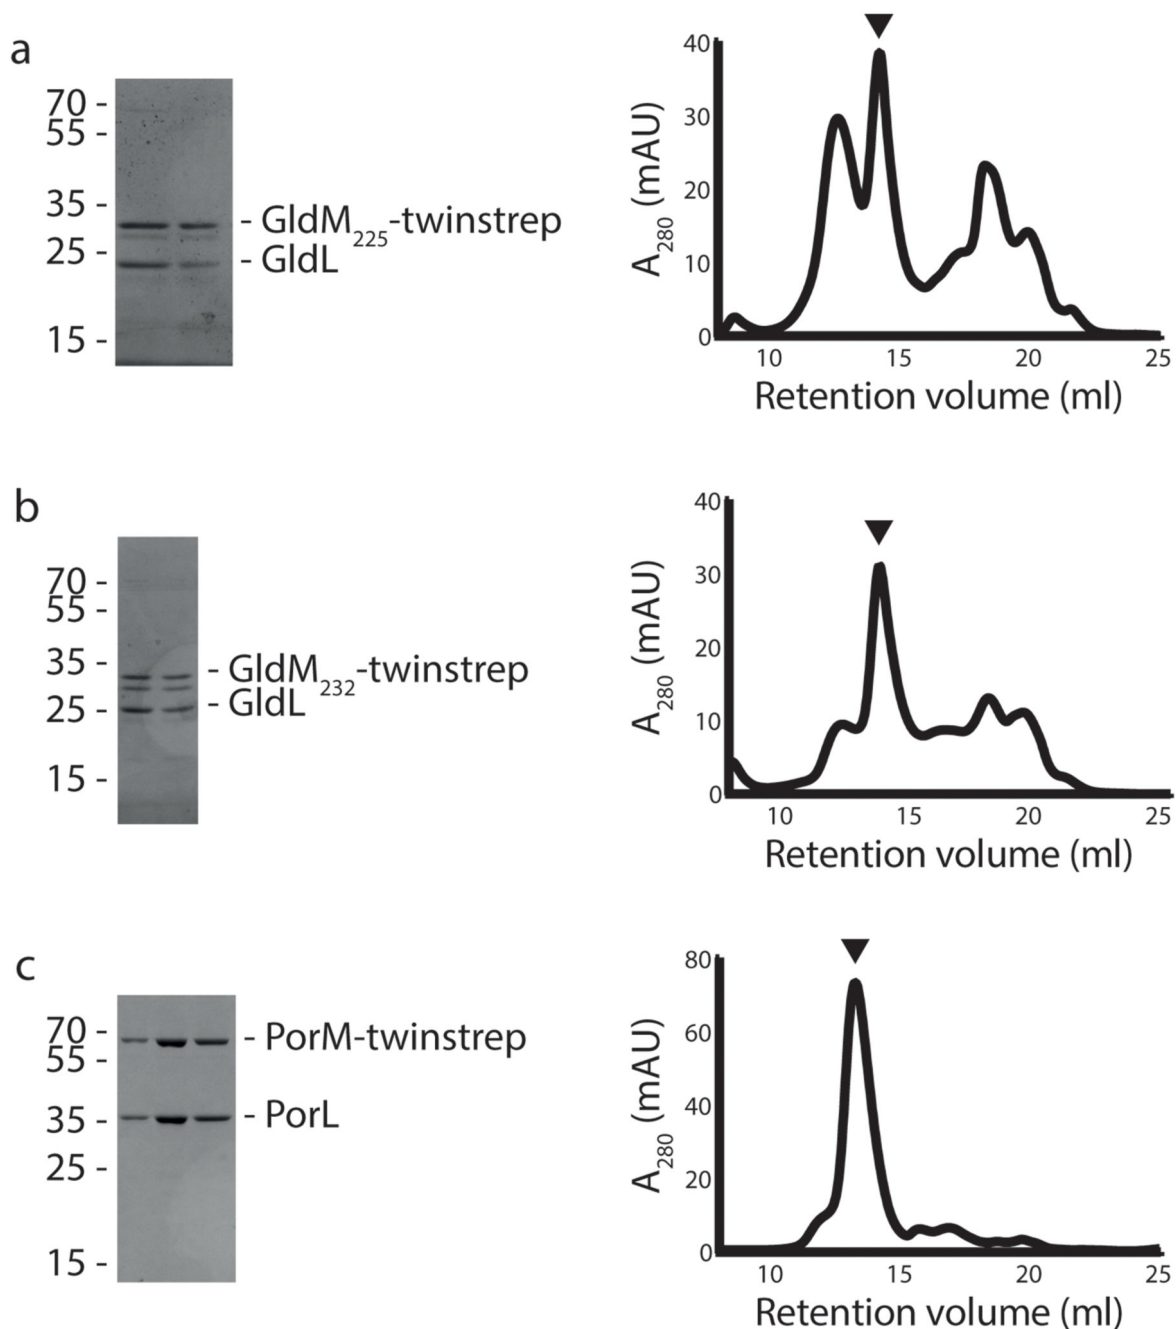 a
70 -
55 -
35 -
25 -
15 -
- GldM225-twinstrep
- GldL
40
30
20
10
0
A280 (mAU)
10 15 20 25
Retention volume (ml)
b
70 -
55 -
35 -
25 -
15 -
- GldM232-twinstrep
- GldL
40
30
20
10
0
A280 (mAU)
10 15 20 25
Retention volume (ml)
c
70 -
55 -
35 -
25 -
15 -
- PorM-twinstrep
- PorL
80
60
40
20
0
A280 (mAU)
10 15 20 25
Retention volume (ml)